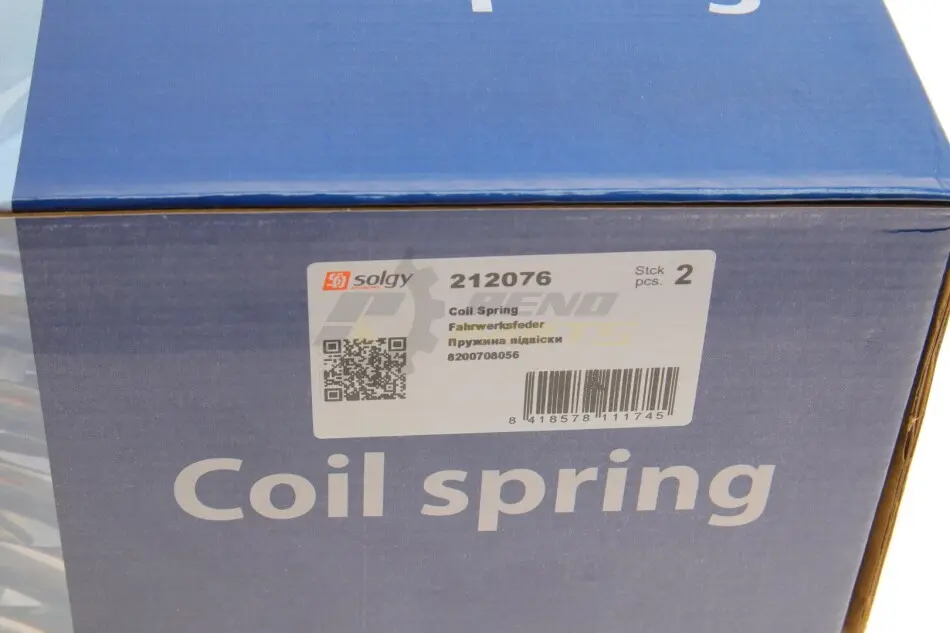 solgy 212076 Stck pcs. 2
Coil Spring
Fahrwerksfeder
Пружина підвіски
8200708056
8 418578 111745
Coil spring